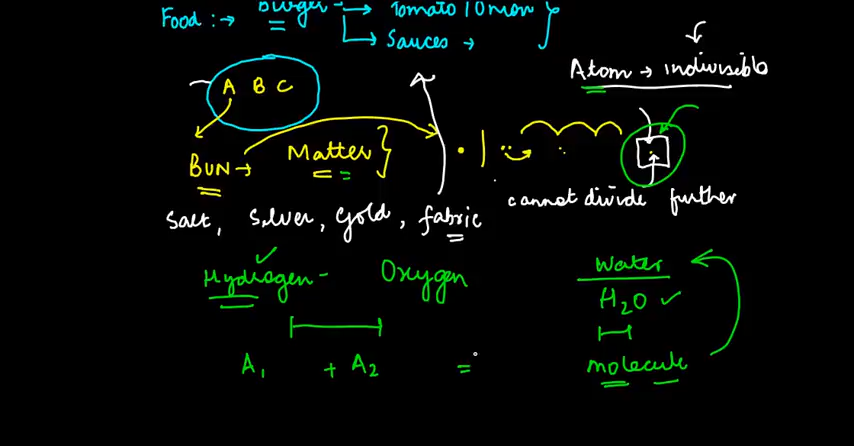 Food :→ Burger → Tomato / Onion
→ Sauces →
Atom → indivisible
A B C
BUN → Matter
cannot divide further
Salt, Silver, Gold, fabric
Hydrogen - Oxygen
Water
H₂O ✓
A₁ + A₂ =
molecule